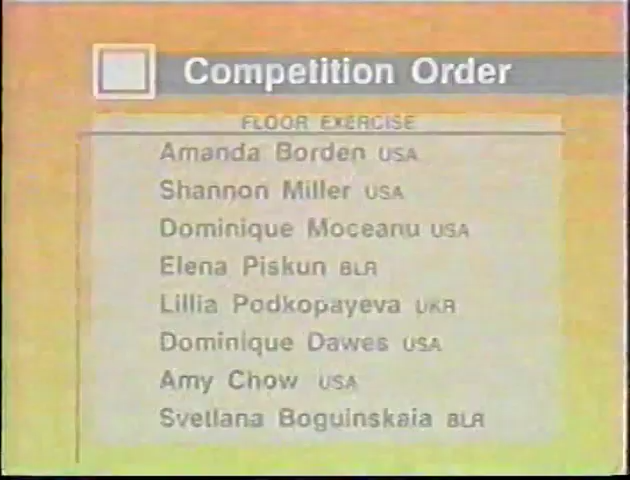 Competition Order
FLOOR EXERCISE
Amanda Borden USA
Shannon Miller USA
Dominique Moceanu USA
Elena Piskun BLR
Lillia Podkopayeva UKR
Dominique Dawes USA
Amy Chow USA
Svetlana Boguinskaia BLR